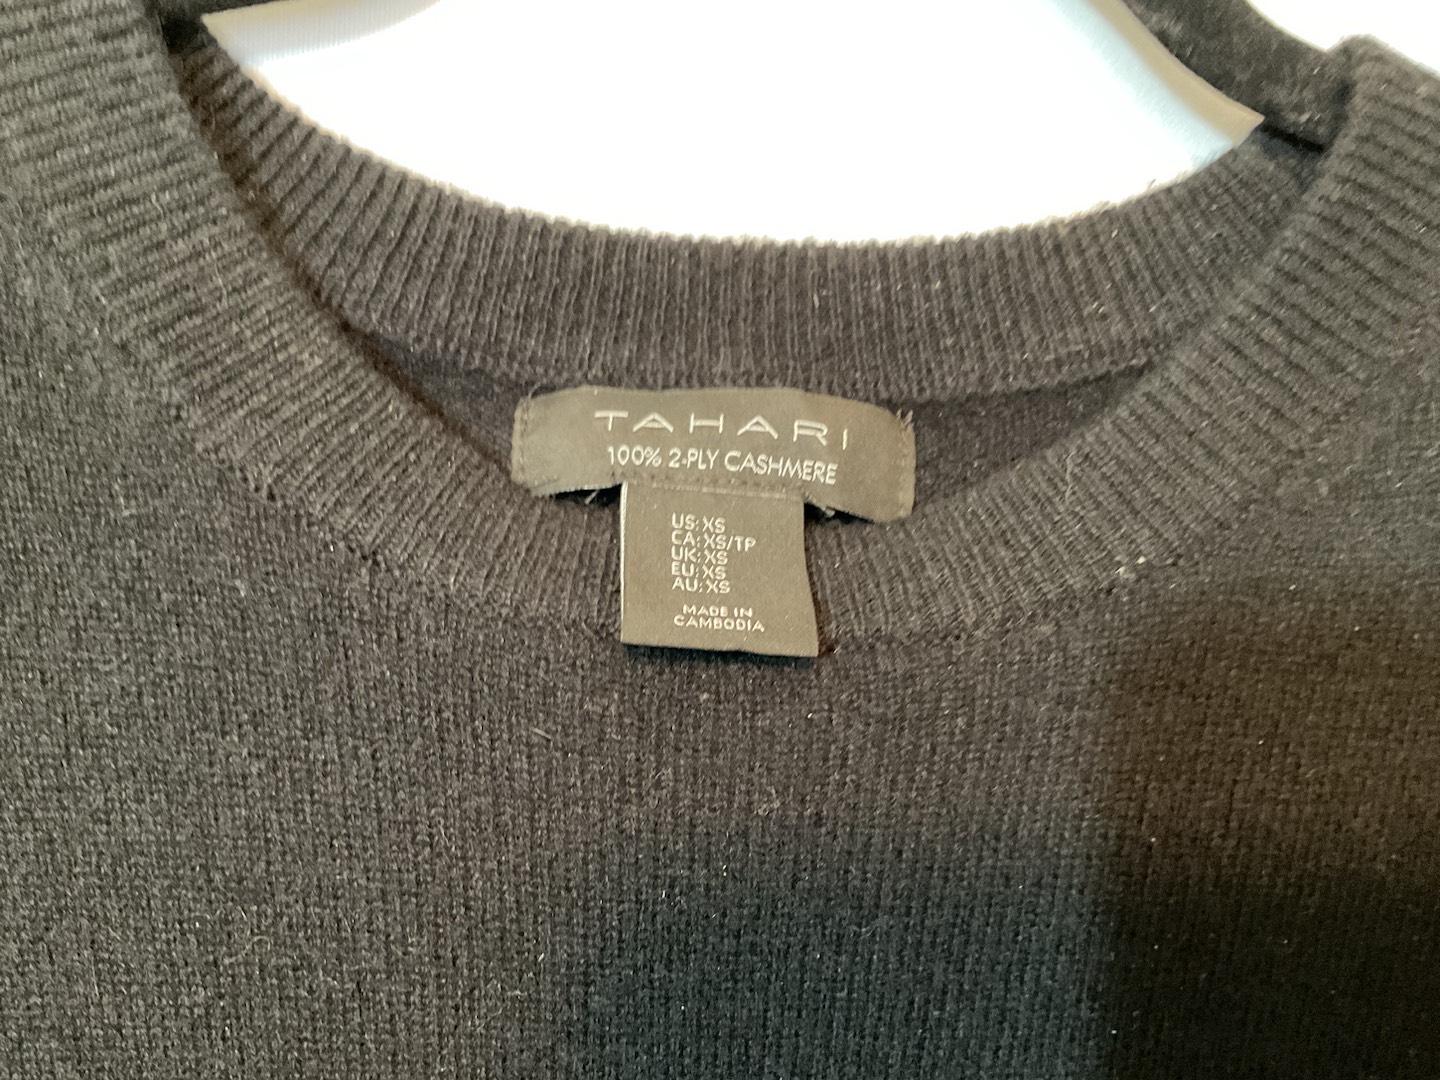 TAHARI
100% 2-PLY CASHMERE
US: XS
CA: XS/TP
UK: XS
EU: XS
AU: XS
MADE IN
CAMBODIA